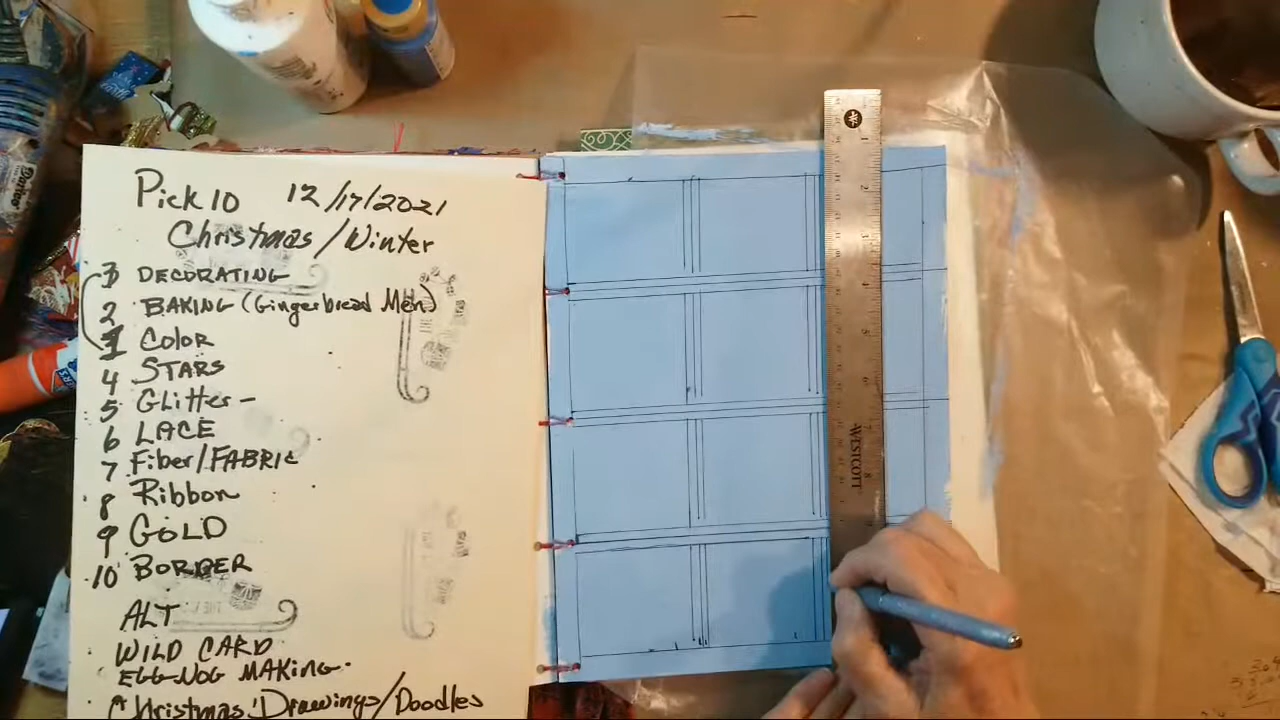 Pick 10 12/17/2021
Christmas/Winter
3 DECORATING
2 BAKING (Gingerbread Men)
1 Color
4 STARS
5 Glitter-
6 LACE
7 Fiber/FABRIC
8 Ribbon
9 GOLD
10 BORDER
ALT
WILD CARD
EGG-NOG MAKING.
Christmas Drawings/Doodles
WESTCOTT